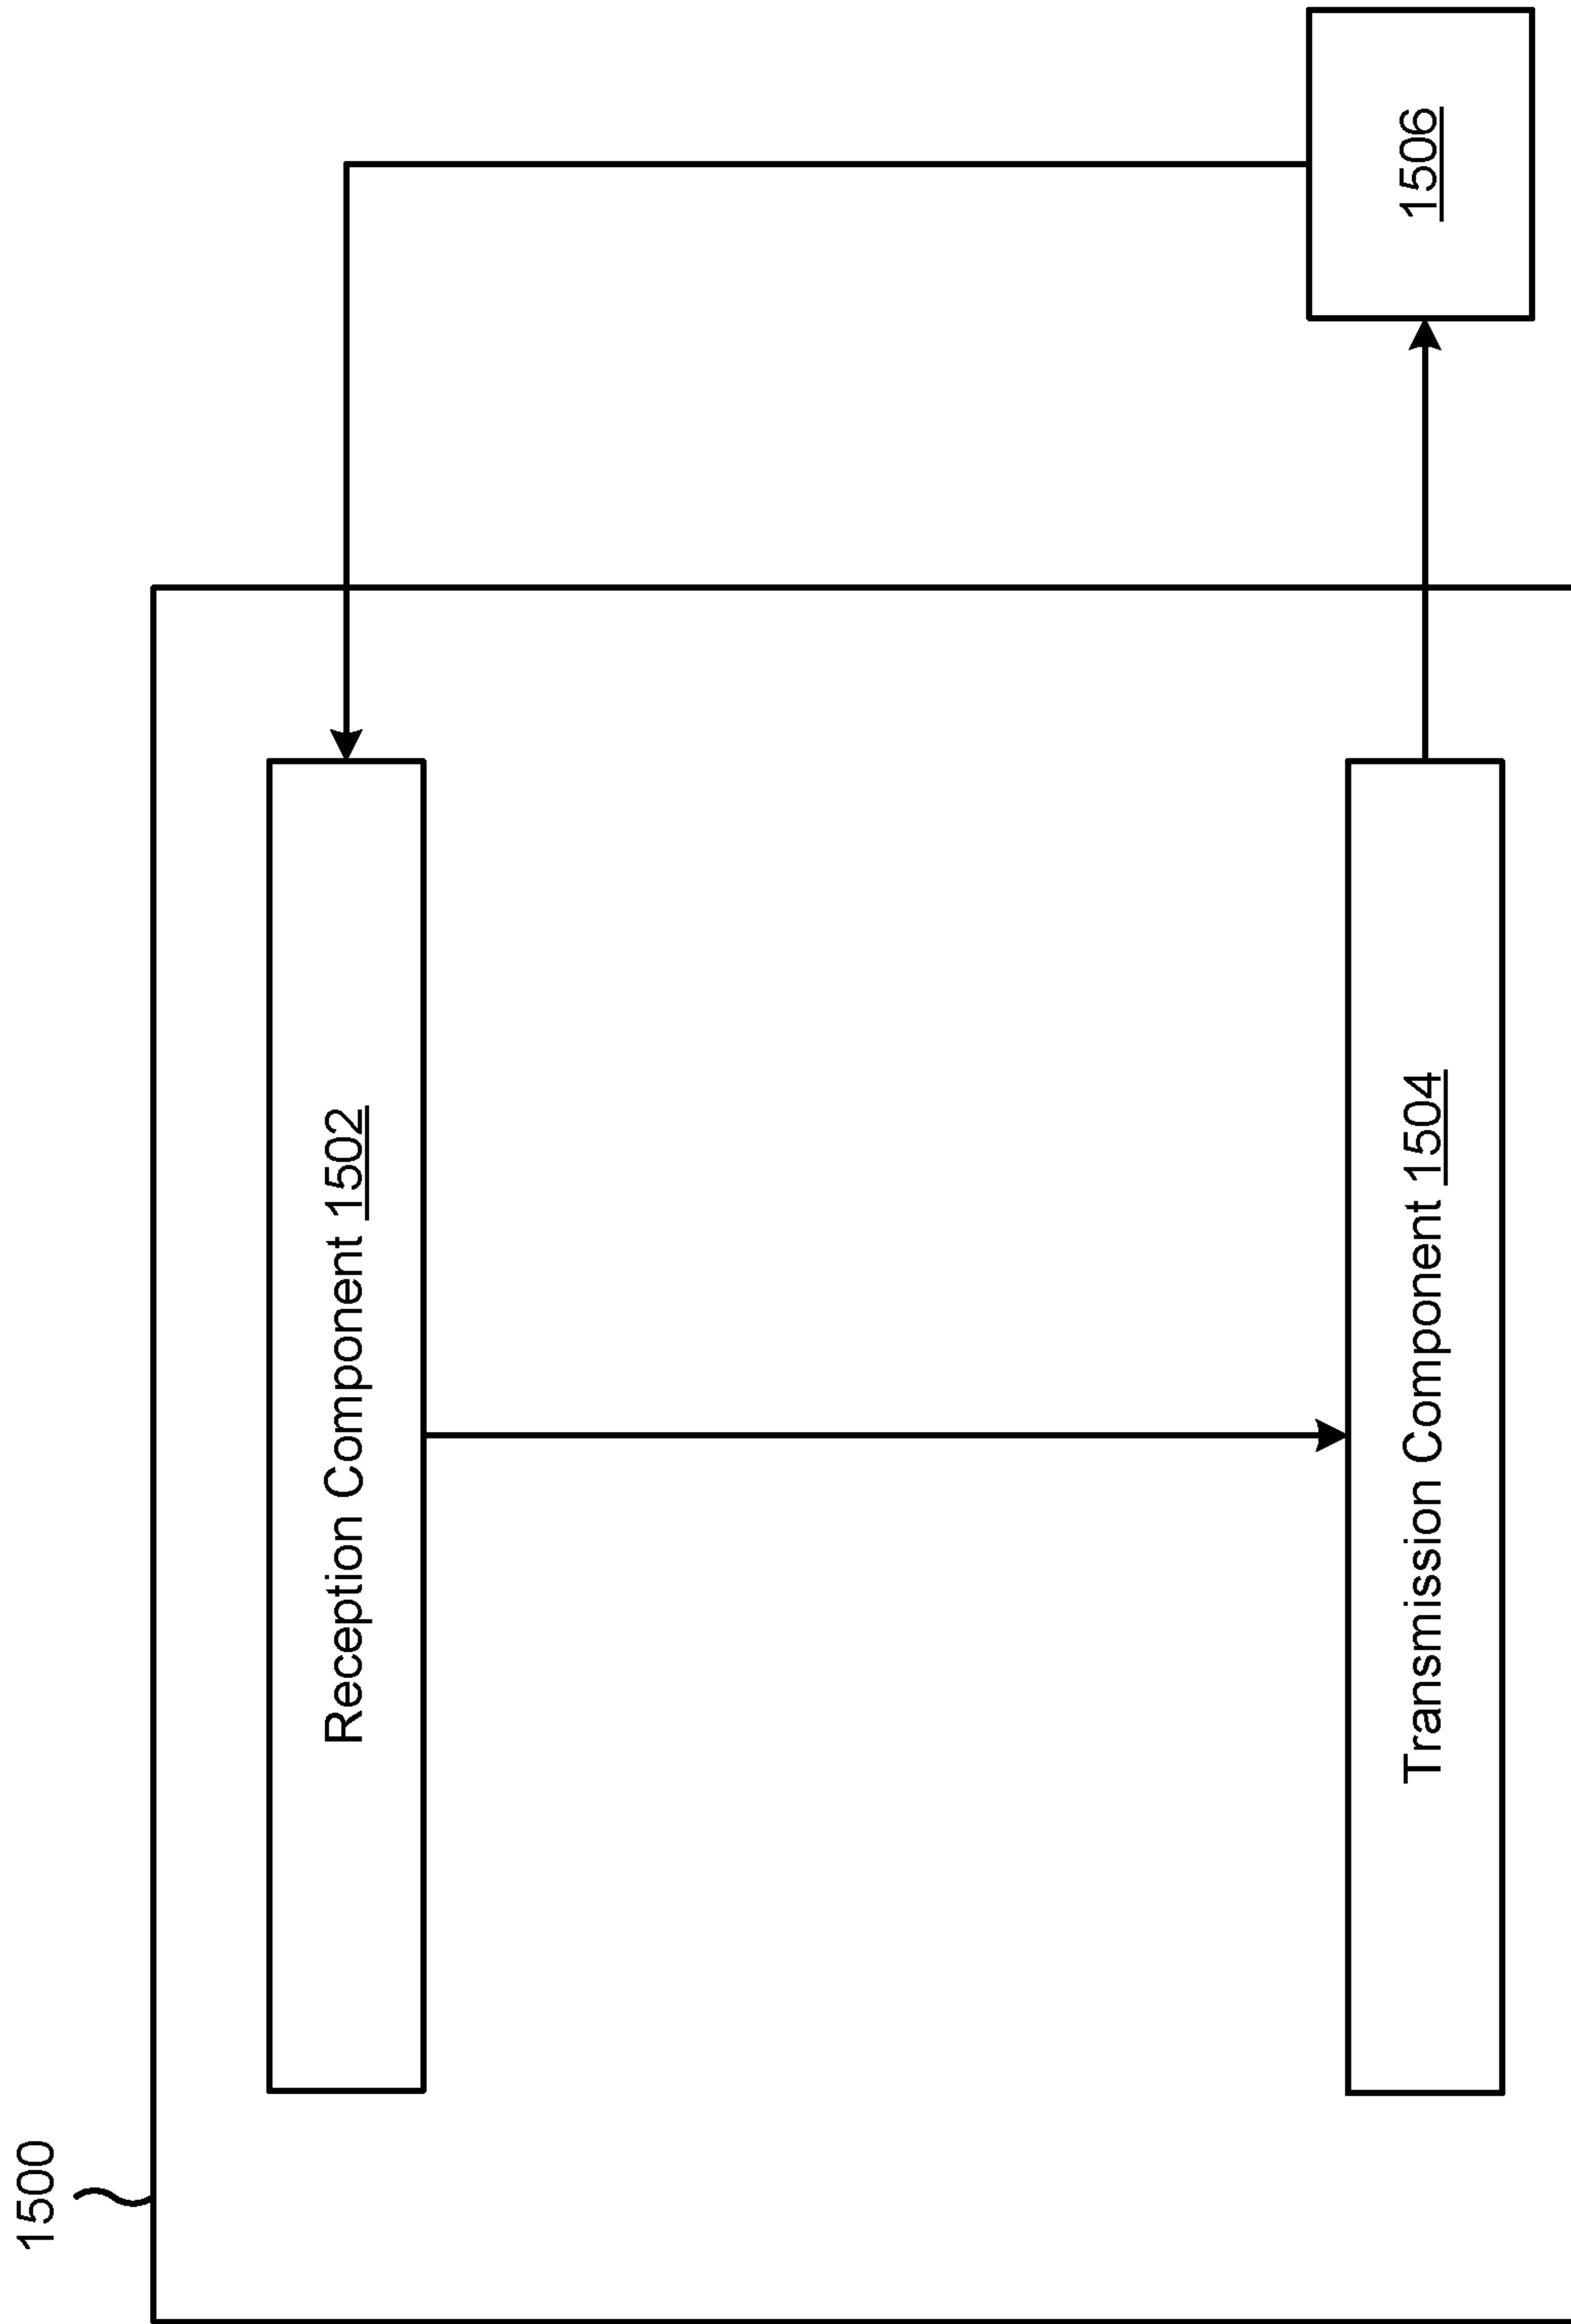 1500
Reception Component 1502
Transmission Component 1504
1506